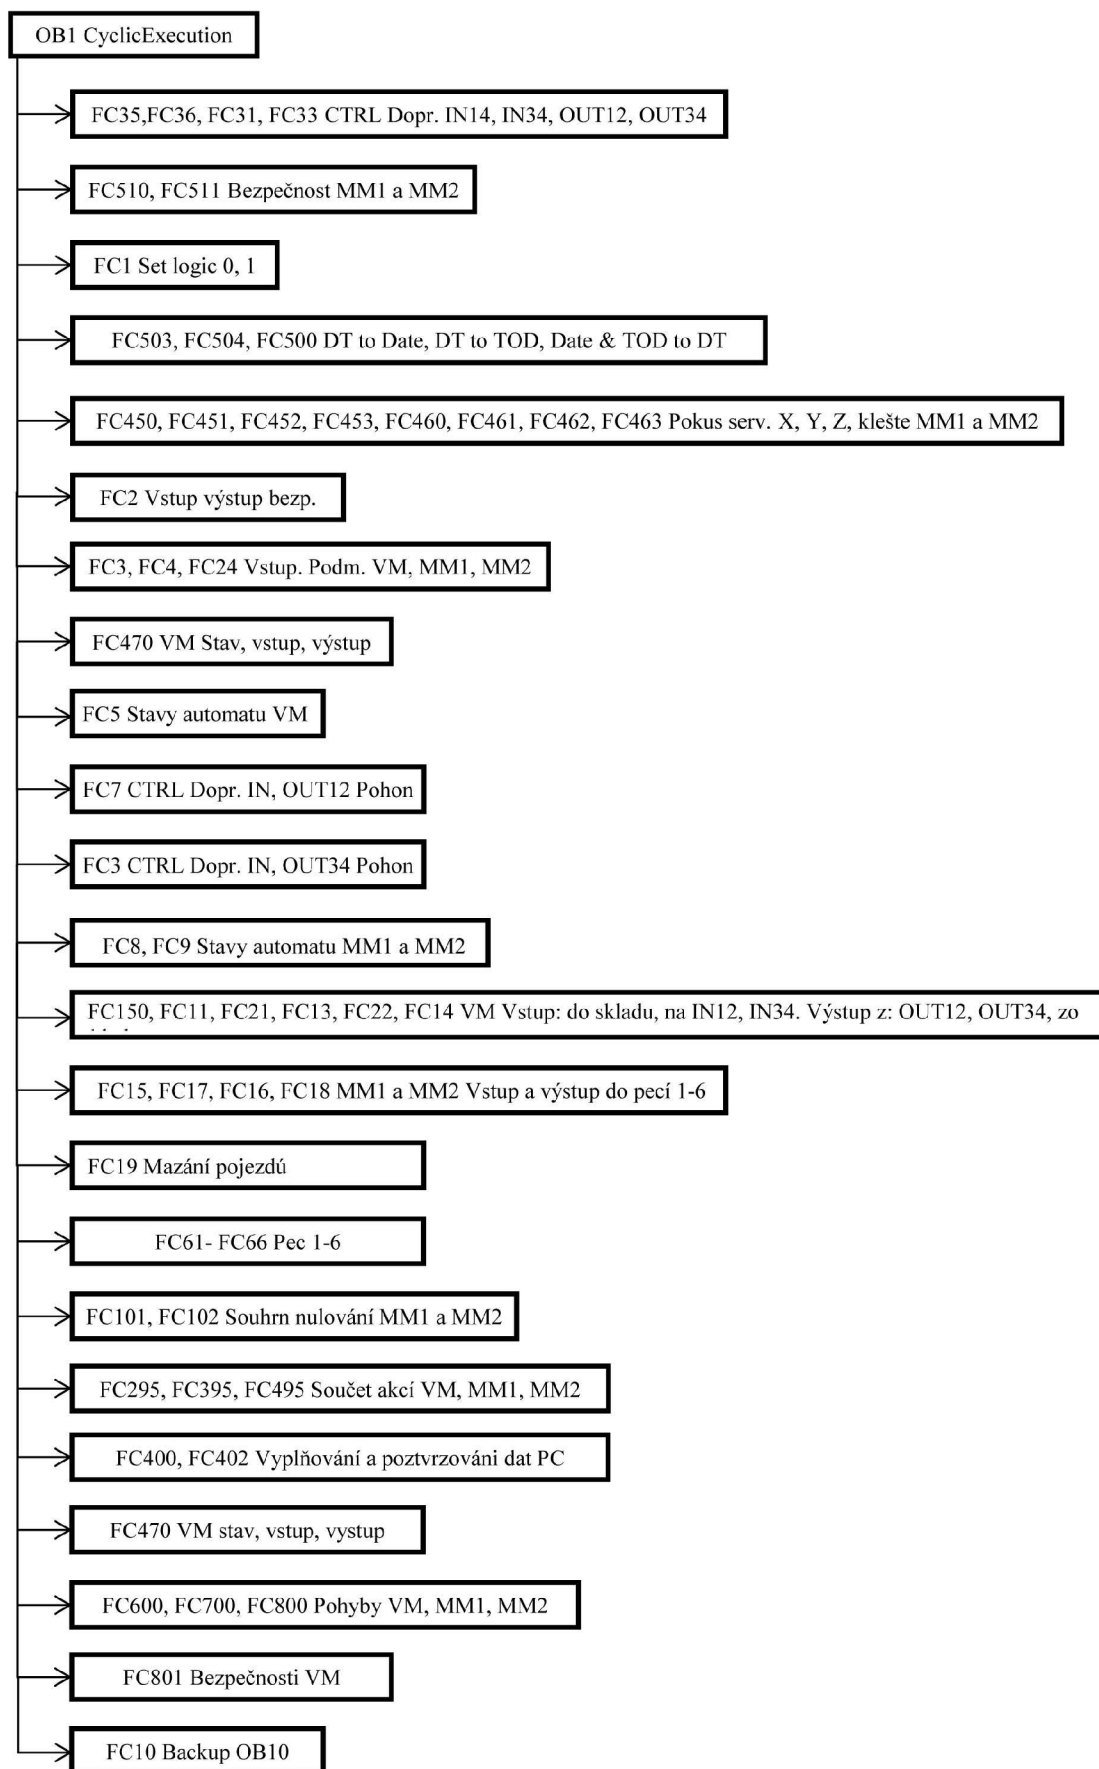 OB1 CyclicExecution
FC35,FC36, FC31, FC33 CTRL Dopr. IN14, IN34, OUT12, OUT34
FC510, FC511 Bezpečnost MM1 a MM2
FC1 Set logic 0, 1
FC503, FC504, FC500 DT to Date, DT to TOD, Date & TOD to DT
FC450, FC451, FC452, FC453, FC460, FC461, FC462, FC463 Pokus serv. X, Y, Z, klešte MM1 a MM2
FC2 Vstup výstup bezp.
FC3, FC4, FC24 Vstup. Podm. VM, MM1, MM2
FC470 VM Stav, vstup, výstup
FC5 Stavy automatu VM
FC7 CTRL Dopr. IN, OUT12 Pohon
FC3 CTRL Dopr. IN, OUT34 Pohon
FC8, FC9 Stavy automatu MM1 a MM2
FC150, FC11, FC21, FC13, FC22, FC14 VM Vstup: do skladu, na IN12, IN34. Výstup z: OUT12, OUT34, zo
FC15, FC17, FC16, FC18 MM1 a MM2 Vstup a výstup do pecí 1-6
FC19 Mazání pojezdů
FC61- FC66 Pec 1-6
FC101, FC102 Souhrn nulování MM1 a MM2
FC295, FC395, FC495 Součet akcí VM, MM1, MM2
FC400, FC402 Vyplňování a poztvrzováni dat PC
FC470 VM stav, vstup, vystup
FC600, FC700, FC800 Pohyby VM, MM1, MM2
FC801 Bezpečnosti VM
FC10 Backup OB10